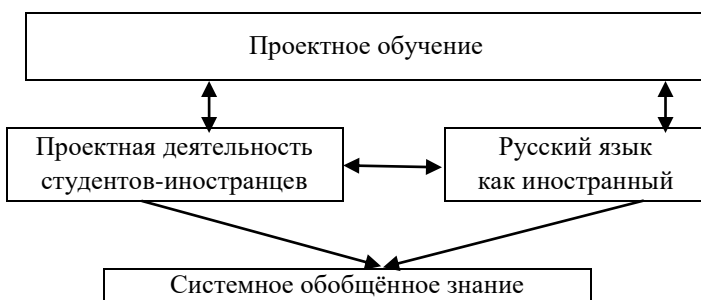 Проектное обучение
Проектная деятельность
студентов-иностранцев
Русский язык
как иностранный
Системное обобщённое знание